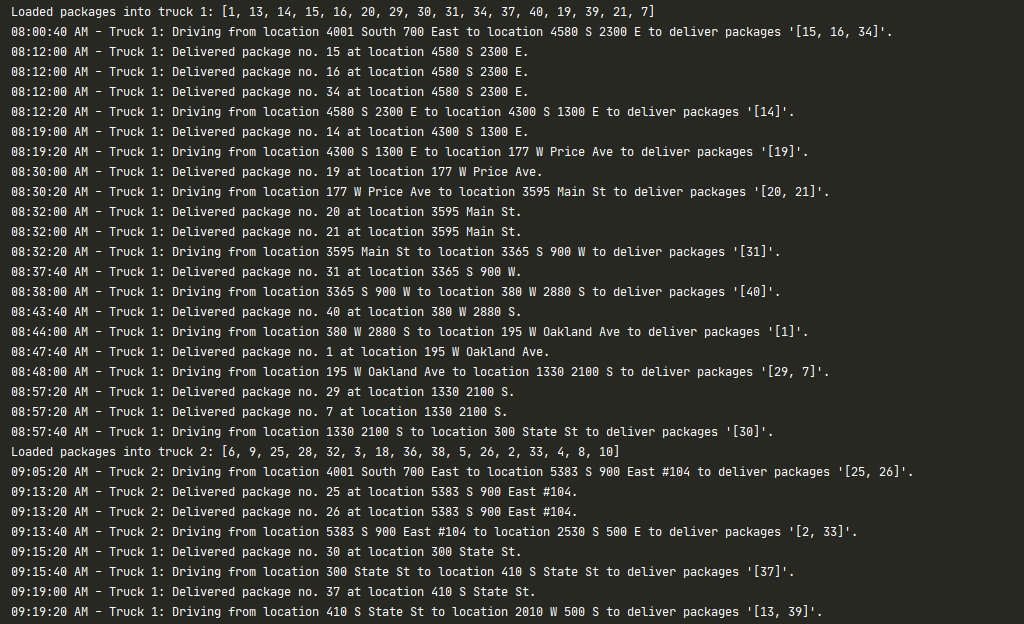 Loaded packages into truck 1: [1, 13, 14, 15, 16, 20, 29, 30, 31, 34, 37, 40, 19, 39, 21, 7]
08:00:40 AM - Truck 1: Driving from location 4001 South 700 East to location 4580 S 2300 E to deliver packages '[15, 16, 34]'.
08:12:00 AM - Truck 1: Delivered package no. 15 at location 4580 S 2300 E.
08:12:00 AM - Truck 1: Delivered package no. 16 at location 4580 S 2300 E.
08:12:00 AM - Truck 1: Delivered package no. 34 at location 4580 S 2300 E.
08:12:20 AM - Truck 1: Driving from location 4580 S 2300 E to location 4300 S 1300 E to deliver packages '[14]'.
08:19:00 AM - Truck 1: Delivered package no. 14 at location 4300 S 1300 E.
08:19:20 AM - Truck 1: Driving from location 4300 S 1300 E to location 177 W Price Ave to deliver packages '[19]'.
08:30:00 AM - Truck 1: Delivered package no. 19 at location 177 W Price Ave.
08:30:20 AM - Truck 1: Driving from location 177 W Price Ave to location 3595 Main St to deliver packages '[20, 21]'.
08:32:00 AM - Truck 1: Delivered package no. 20 at location 3595 Main St.
08:32:00 AM - Truck 1: Delivered package no. 21 at location 3595 Main St.
08:32:20 AM - Truck 1: Driving from location 3595 Main St to location 3365 S 900 W to deliver packages '[31]'.
08:37:40 AM - Truck 1: Delivered package no. 31 at location 3365 S 900 W.
08:38:00 AM - Truck 1: Driving from location 3365 S 900 W to location 380 W 2880 S to deliver packages '[40]'.
08:43:40 AM - Truck 1: Delivered package no. 40 at location 380 W 2880 S.
08:44:00 AM - Truck 1: Driving from location 380 W 2880 S to location 195 W Oakland Ave to deliver packages '[1]'.
08:47:40 AM - Truck 1: Delivered package no. 1 at location 195 W Oakland Ave.
08:48:00 AM - Truck 1: Driving from location 195 W Oakland Ave to location 1330 2100 S to deliver packages '[29, 7]'.
08:57:20 AM - Truck 1: Delivered package no. 29 at location 1330 2100 S.
08:57:20 AM - Truck 1: Delivered package no. 7 at location 1330 2100 S.
08:57:40 AM - Truck 1: Driving from location 1330 2100 S to location 300 State St to deliver packages '[30]'.
Loaded packages into truck 2: [6, 9, 25, 28, 32, 3, 18, 36, 38, 5, 26, 2, 33, 4, 8, 10]
09:05:20 AM - Truck 2: Driving from location 4001 South 700 East to location 5383 S 900 East #104 to deliver packages '[25, 26]'.
09:13:20 AM - Truck 2: Delivered package no. 25 at location 5383 S 900 East #104.
09:13:20 AM - Truck 2: Delivered package no. 26 at location 5383 S 900 East #104.
09:13:40 AM - Truck 2: Driving from location 5383 S 900 East #104 to location 2530 S 500 E to deliver packages '[2, 33]'.
09:15:20 AM - Truck 1: Delivered package no. 30 at location 300 State St.
09:15:40 AM - Truck 1: Driving from location 300 State St to location 410 S State St to deliver packages '[37]'.
09:19:00 AM - Truck 1: Delivered package no. 37 at location 410 S State St.
09:19:20 AM - Truck 1: Driving from location 410 S State St to location 2010 W 500 S to deliver packages '[13, 39]'.